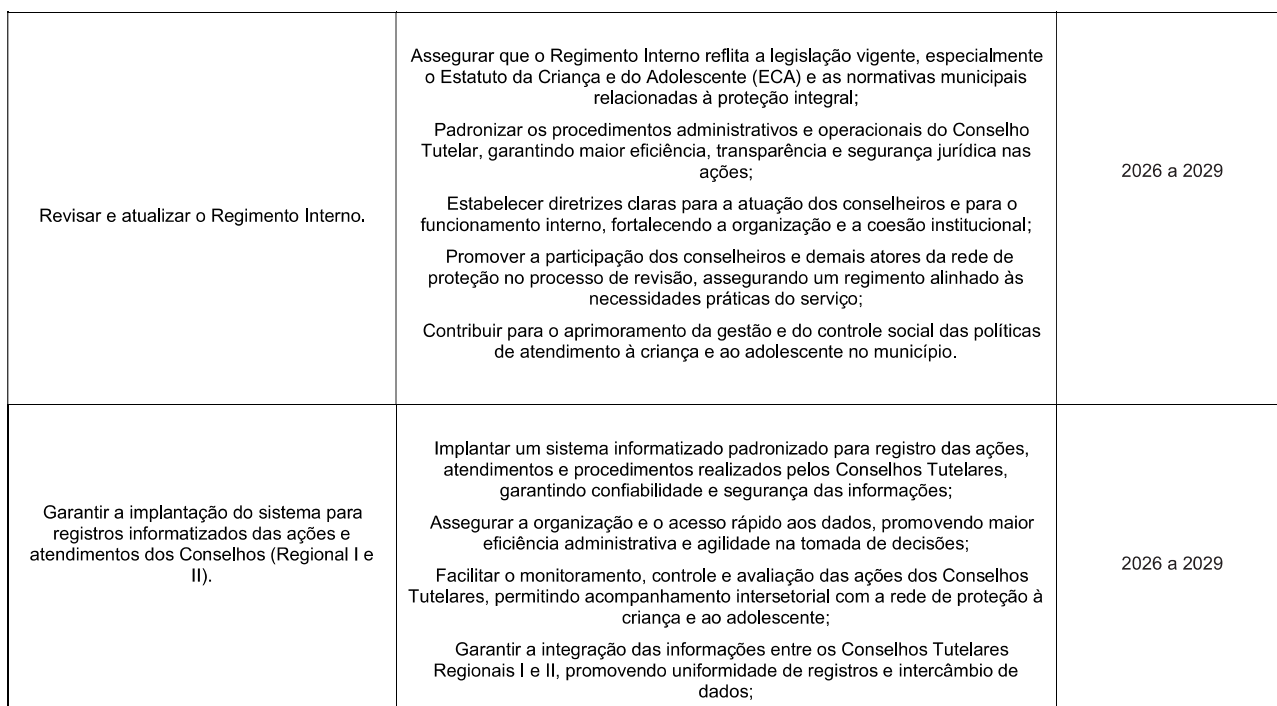 Revisar e atualizar o Regimento Interno.
Assegurar que o Regimento Interno reflita a legislação vigente, especialmente
o Estatuto da Criança e do Adolescente (ECA) e as normativas municipais
relacionadas à proteção integral;
Padronizar os procedimentos administrativos e operacionais do Conselho
Tutelar, garantindo maior eficiência, transparência e segurança jurídica nas
ações;
Estabelecer diretrizes claras para a atuação dos conselheiros e para o
funcionamento interno, fortalecendo a organização e a coesão institucional;
Promover a participação dos conselheiros e demais atores da rede de
proteção no processo de revisão, assegurando um regimento alinhado às
necessidades práticas do serviço;
Contribuir para o aprimoramento da gestão e do controle social das políticas
de atendimento à criança e ao adolescente no município.
2026 a 2029
Garantir a implantação do sistema para
registros informatizados das ações e
atendimentos dos Conselhos (Regional I e
II).
Implantar um sistema informatizado padronizado para registro das ações,
atendimentos e procedimentos realizados pelos Conselhos Tutelares,
garantindo confiabilidade e segurança das informações;
Assegurar a organização e o acesso rápido aos dados, promovendo maior
eficiência administrativa e agilidade na tomada de decisões;
Facilitar o monitoramento, controle e avaliação das ações dos Conselhos
Tutelares, permitindo acompanhamento intersetorial com a rede de proteção à
criança e ao adolescente;
Garantir a integração das informações entre os Conselhos Tutelares
Regionais I e II, promovendo uniformidade de registros e intercâmbio de
dados;
2026 a 2029